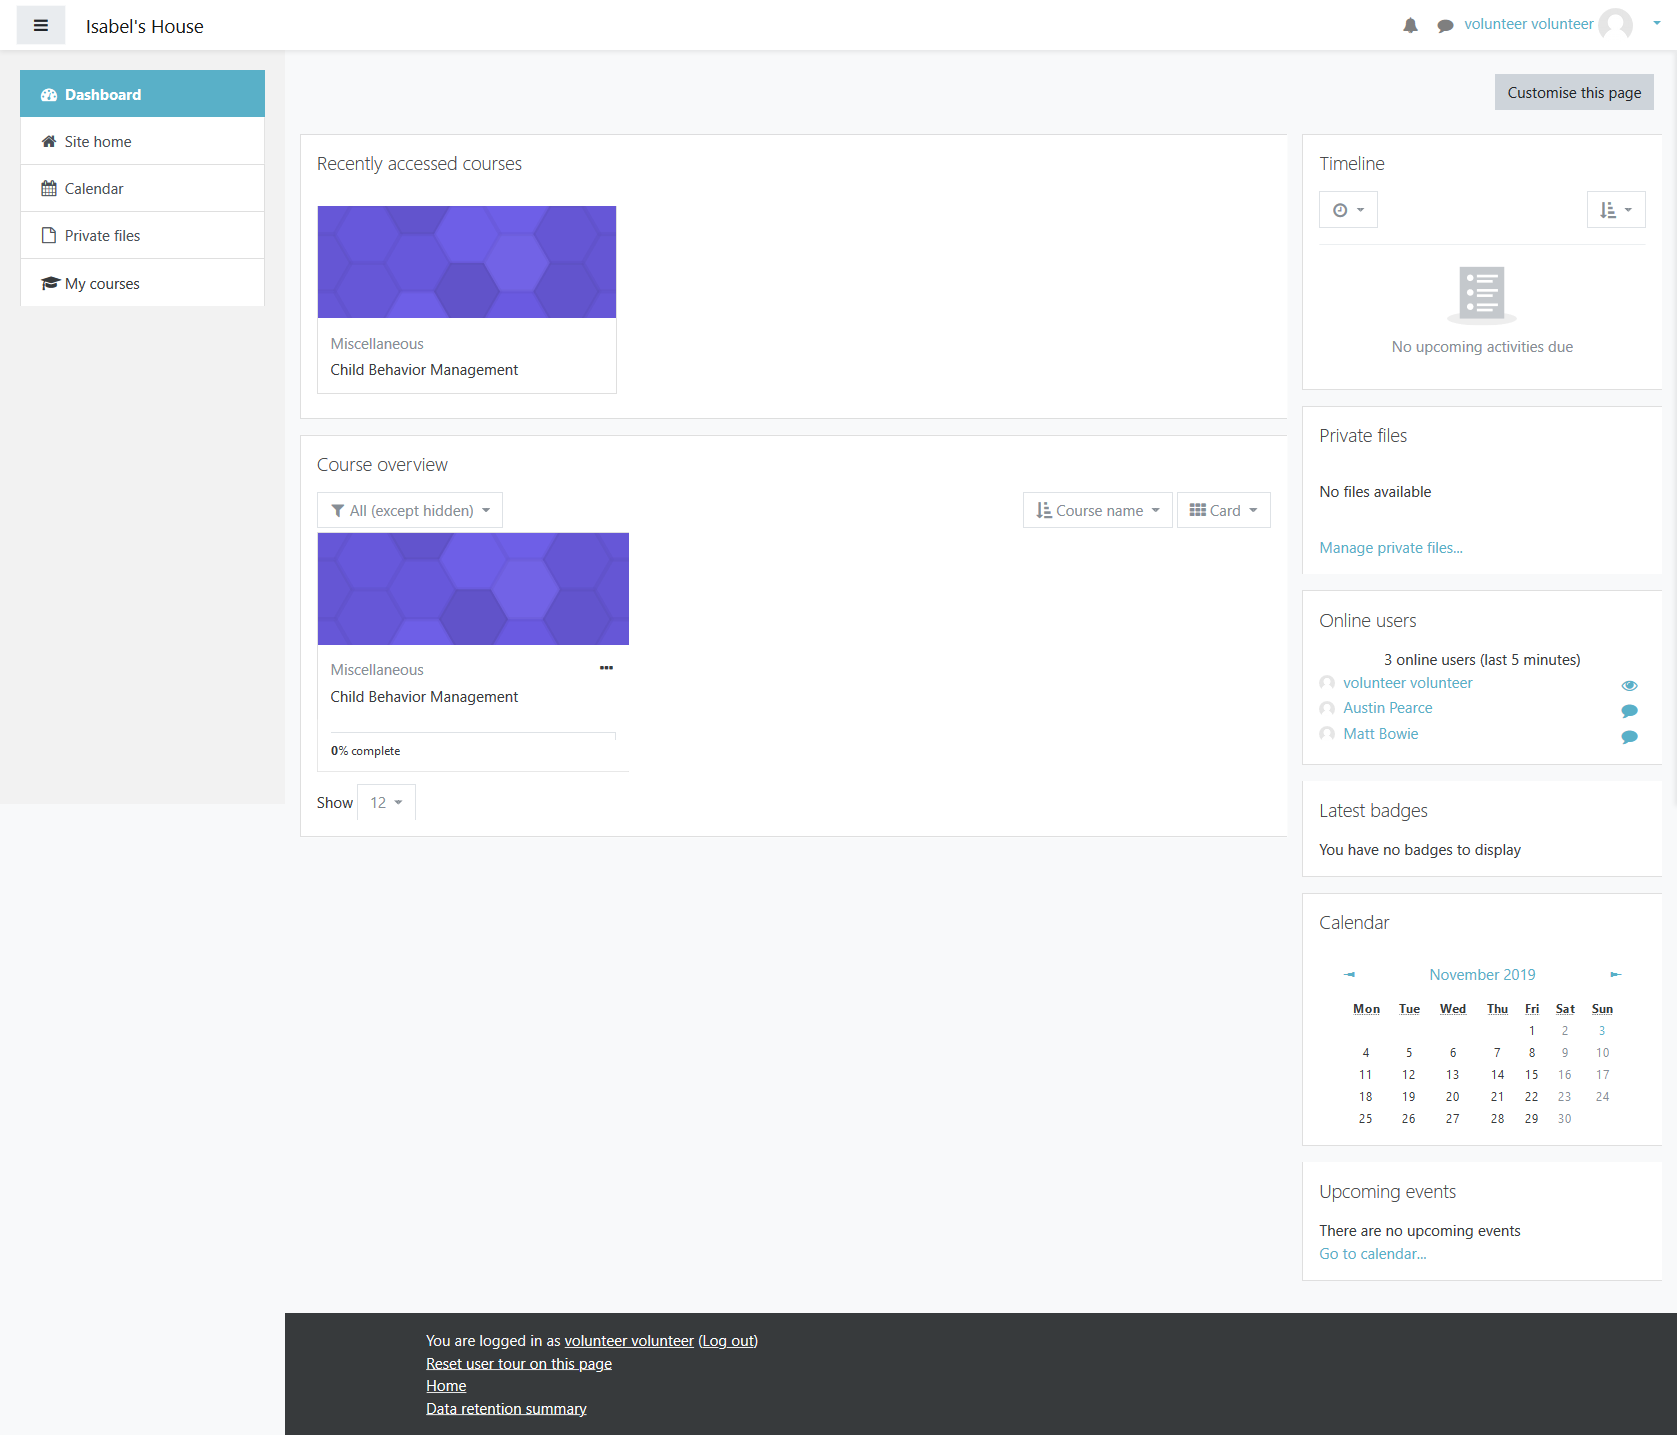 Isabel's House
volunteer volunteer
Dashboard
Site home
Calendar
Private files
My courses
Customise this page
Recently accessed courses
Miscellaneous
Child Behavior Management
Course overview
All (except hidden)
Course name
Card
Miscellaneous
Child Behavior Management
0% complete
Show 12
Timeline
No upcoming activities due
Private files
No files available
Manage private files...
Online users
3 online users (last 5 minutes)
volunteer volunteer
Austin Pearce
Matt Bowie
Latest badges
You have no badges to display
Calendar
◄ November 2019 ►
Mon Tue Wed Thu Fri Sat Sun
1 2 3
4 5 6 7 8 9 10
11 12 13 14 15 16 17
18 19 20 21 22 23 24
25 26 27 28 29 30
Upcoming events
There are no upcoming events
Go to calendar...
You are logged in as volunteer volunteer (Log out)
Reset user tour on this page
Home
Data retention summary